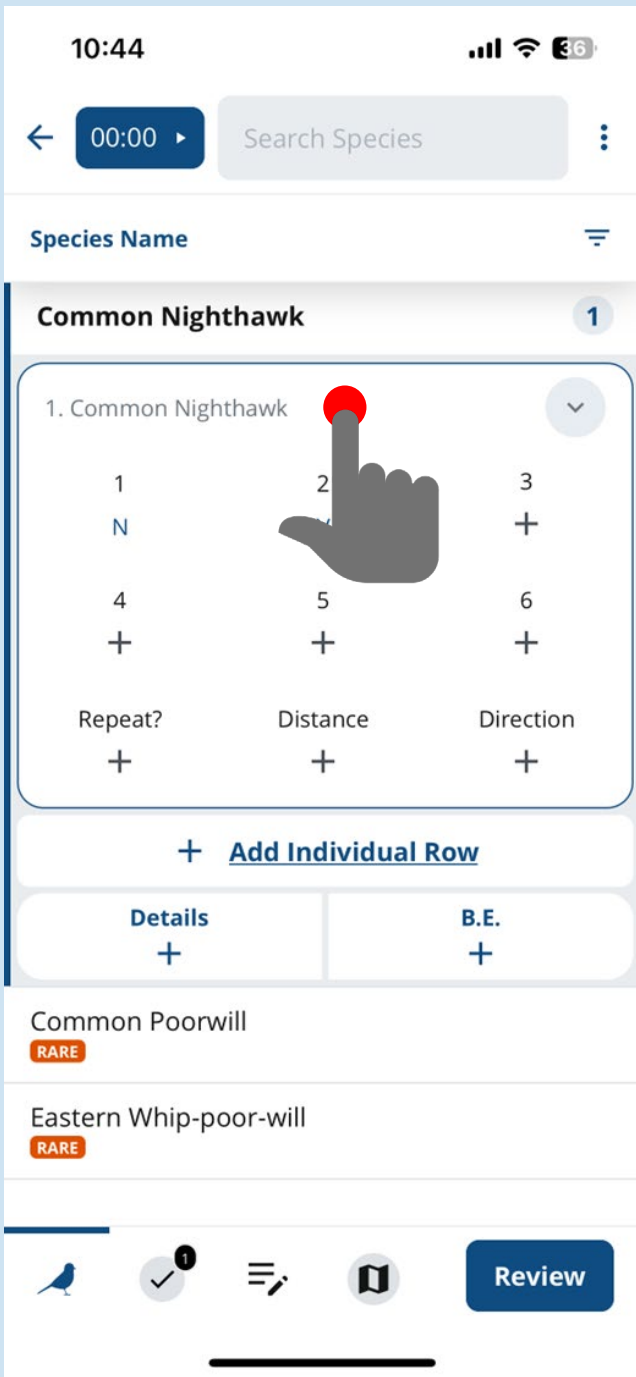 10:44
36
00:00
Search Species
Species Name
Common Nighthawk
1
1. Common Nighthawk
1 2 3
N
4 5 6
Repeat? Distance Direction
Add Individual Row
Details B.E.
Common Poorwill
RARE
Eastern Whip-poor-will
RARE
1
Review